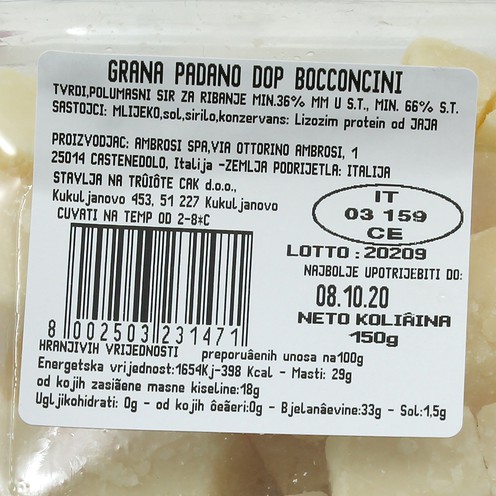 GRANA PADANO DOP BOCCONCINI
TVRDI,POLUMASNI SIR ZA RIBANJE MIN.36% MM U S.T., MIN. 66% S.T.
SASTOJCI: MLIJEKO,sol,sirilo,konzervans: Lizozim protein od JAJA
PROIZVODJAC: AMBROSI SPA,VIA OTTORINO AMBROSI, 1
25014 CASTENEDOLO, Italija -ZEMLJA PODRIJETLA: ITALIJA
STAVLJA NA TRÛIÔTE CAK d.o.o.,
Kukuljanovo 453, 51 227 Kukuljanovo
CUVATI NA TEMP OD 2-8*C
IT
03 159
CE
LOTTO : 20209
NAJBOLJE UPOTRIJEBITI DO:
08.10.20
NETO KOLIÂINA
150g
8 002503 231471
HRANJIVIH VRIJEDNOSTI preporuêenih unosa na100g
Energetska vrijednost:1654Kj-398 Kcal - Masti: 29g
od kojih zasiãene masne kiseline:18g
Ugljikohidrati: 0g - od kojih ôeãeri:0g - Bjelanâevine:33g - Sol:1,5g